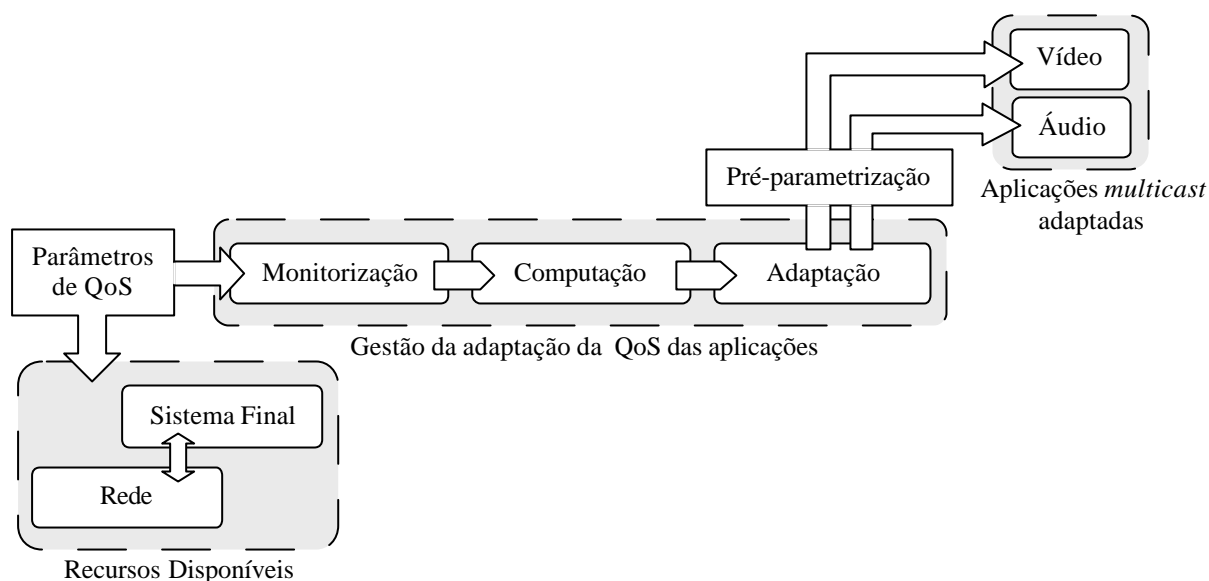 Vídeo
Áudio
Pré-parametrização
Aplicações multicast
adaptadas
Parâmetros
de QoS
Monitorização
Computação
Adaptação
Gestão da adaptação da QoS das aplicações
Sistema Final
Rede
Recursos Disponíveis